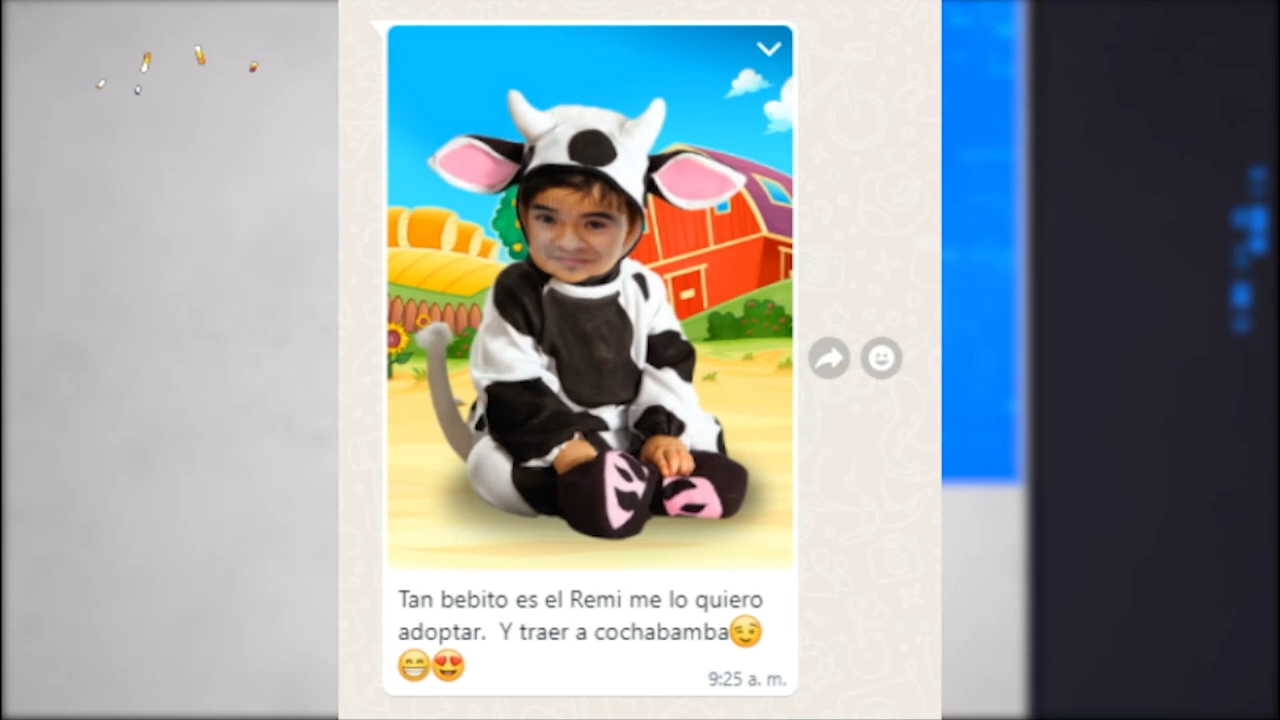 Tan bebito es el Remi me lo quiero
adoptar. Y traer a cochabamba😉
😁😍
9:25 a. m.